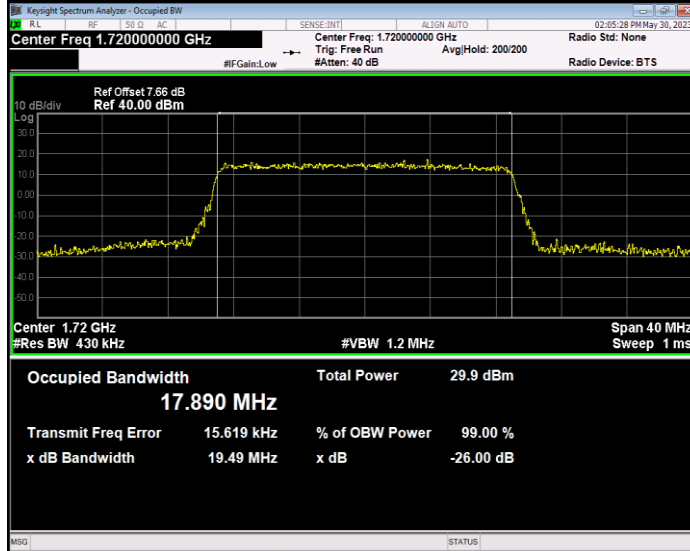 Keysight Spectrum Analyzer - Occupied BW
RL RF 50 Ω AC SENSE:INT ALIGN AUTO 02:05:28 PM May 30, 2023
Center Freq 1.720000000 GHz Center Freq: 1.720000000 GHz Radio Std: None
Trig: Free Run Avg|Hold: 200/200
#IFGain:Low #Atten: 40 dB Radio Device: BTS
Ref Offset 7.66 dB
10 dB/div Ref 40.00 dBm
Log
30.0
20.0
10.0
0.00
-10.0
-20.0
-30.0
-40.0
-50.0
Center 1.72 GHz Span 40 MHz
#Res BW 430 kHz #VBW 1.2 MHz Sweep 1 ms
Occupied Bandwidth Total Power 29.9 dBm
17.890 MHz
Transmit Freq Error 15.619 kHz % of OBW Power 99.00 %
x dB Bandwidth 19.49 MHz x dB -26.00 dB
MSG STATUS